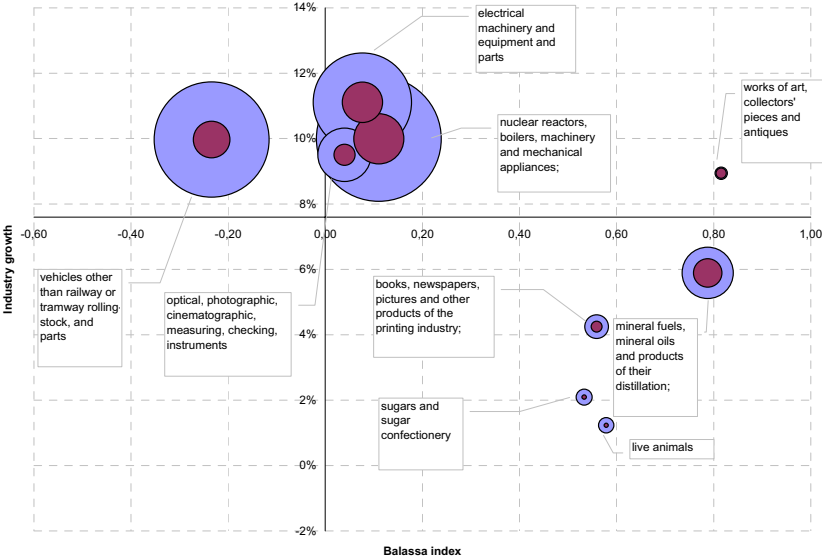 14%
electrical
machinery and
equipment and
parts
12%
works of art,
collectors'
pieces and
antiques
nuclear reactors,
boilers, machinery
and mechanical
appliances;
10%
8%
-0,60
-0,40
-0,20
0,00
0,20
0,40
0,60
0,80
1,00
Industry growth
6%
vehicles other
than railway or
tramway rolling-
stock, and
parts
optical, photographic,
cinematographic,
measuring, checking,
instruments
books, newspapers,
pictures and other
products of the
printing industry;
mineral fuels,
mineral oils
and products
of their
distillation;
4%
2%
sugars and
sugar
confectionery
live animals
0%
-2%
Balassa index